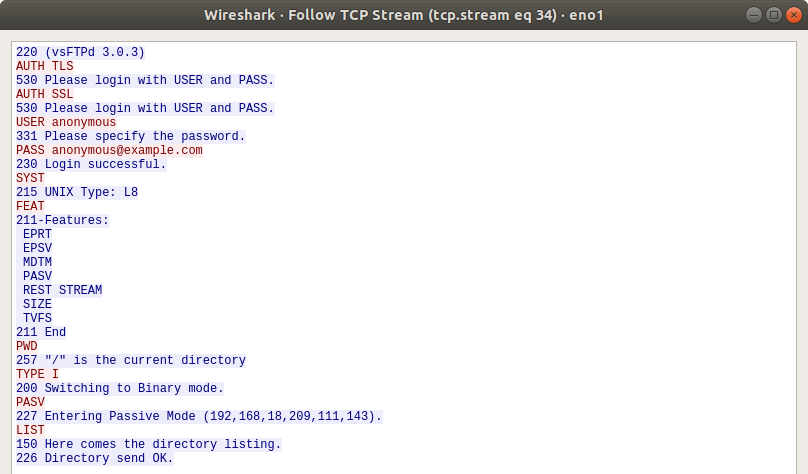 Wireshark · Follow TCP Stream (tcp.stream eq 34) · eno1
220 (vsFTPd 3.0.3)
AUTH TLS
530 Please login with USER and PASS.
AUTH SSL
530 Please login with USER and PASS.
USER anonymous
331 Please specify the password.
PASS anonymous@example.com
230 Login successful.
SYST
215 UNIX Type: L8
FEAT
211-Features:
 EPRT
 EPSV
 MDTM
 PASV
 REST STREAM
 SIZE
 TVFS
211 End
PWD
257 "/" is the current directory
TYPE I
200 Switching to Binary mode.
PASV
227 Entering Passive Mode (192,168,18,209,111,143).
LIST
150 Here comes the directory listing.
226 Directory send OK.